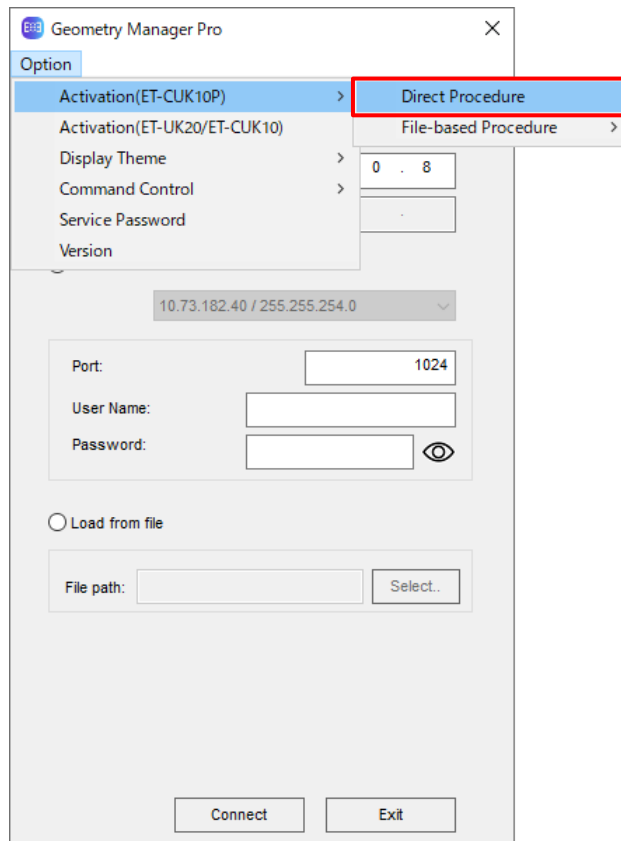 Geometry Manager Pro
Option
Activation(ET-CUK10P) > Direct Procedure
Activation(ET-UK20/ET-CUK10) File-based Procedure >
Display Theme >
0 . 8
Command Control >
Service Password
.
Version
10.73.182.40 / 255.255.254.0
Port: 1024
User Name:
Password:
Load from file
File path: Select..
Connect Exit